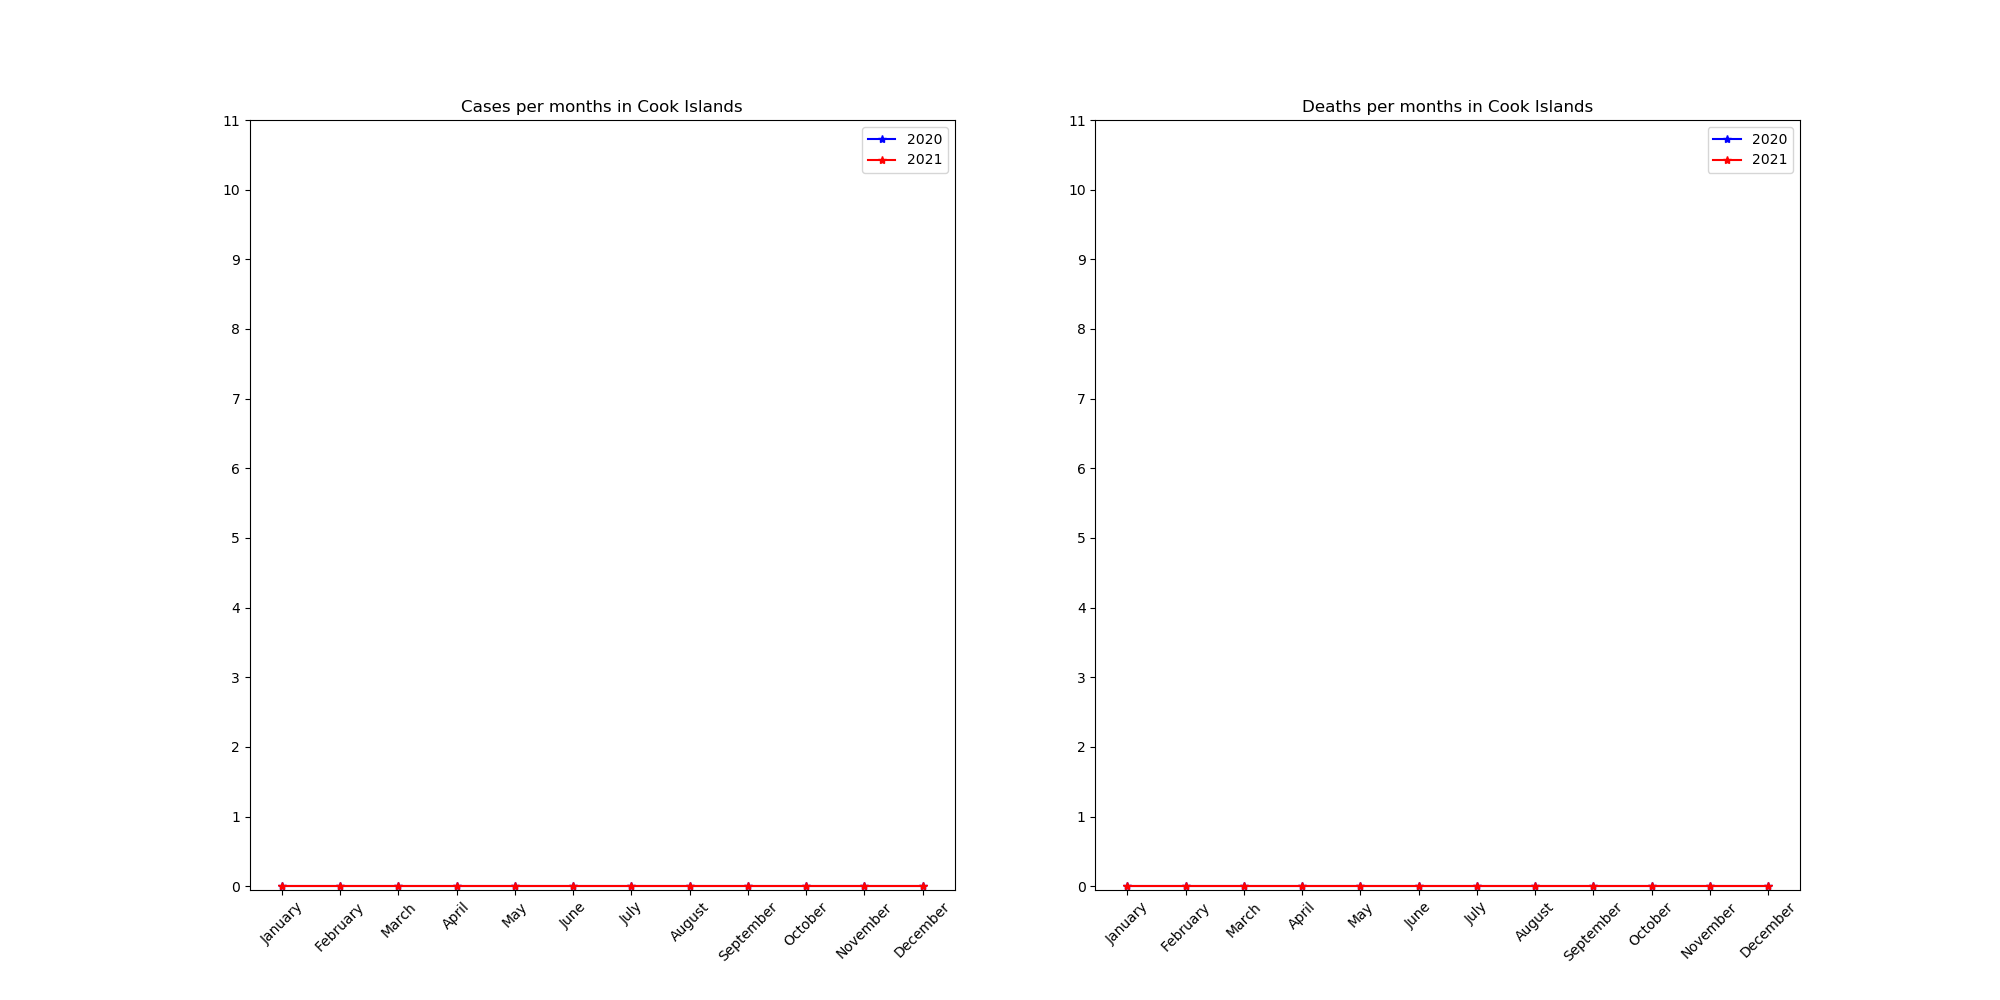 Cases per months in Cook Islands
11
10
9
8
7
6
5
4
3
2
1
0
2020
2021
January
February
March
April
May
June
July
August
September
October
November
December
Deaths per months in Cook Islands
11
10
9
8
7
6
5
4
3
2
1
0
2020
2021
January
February
March
April
May
June
July
August
September
October
November
December